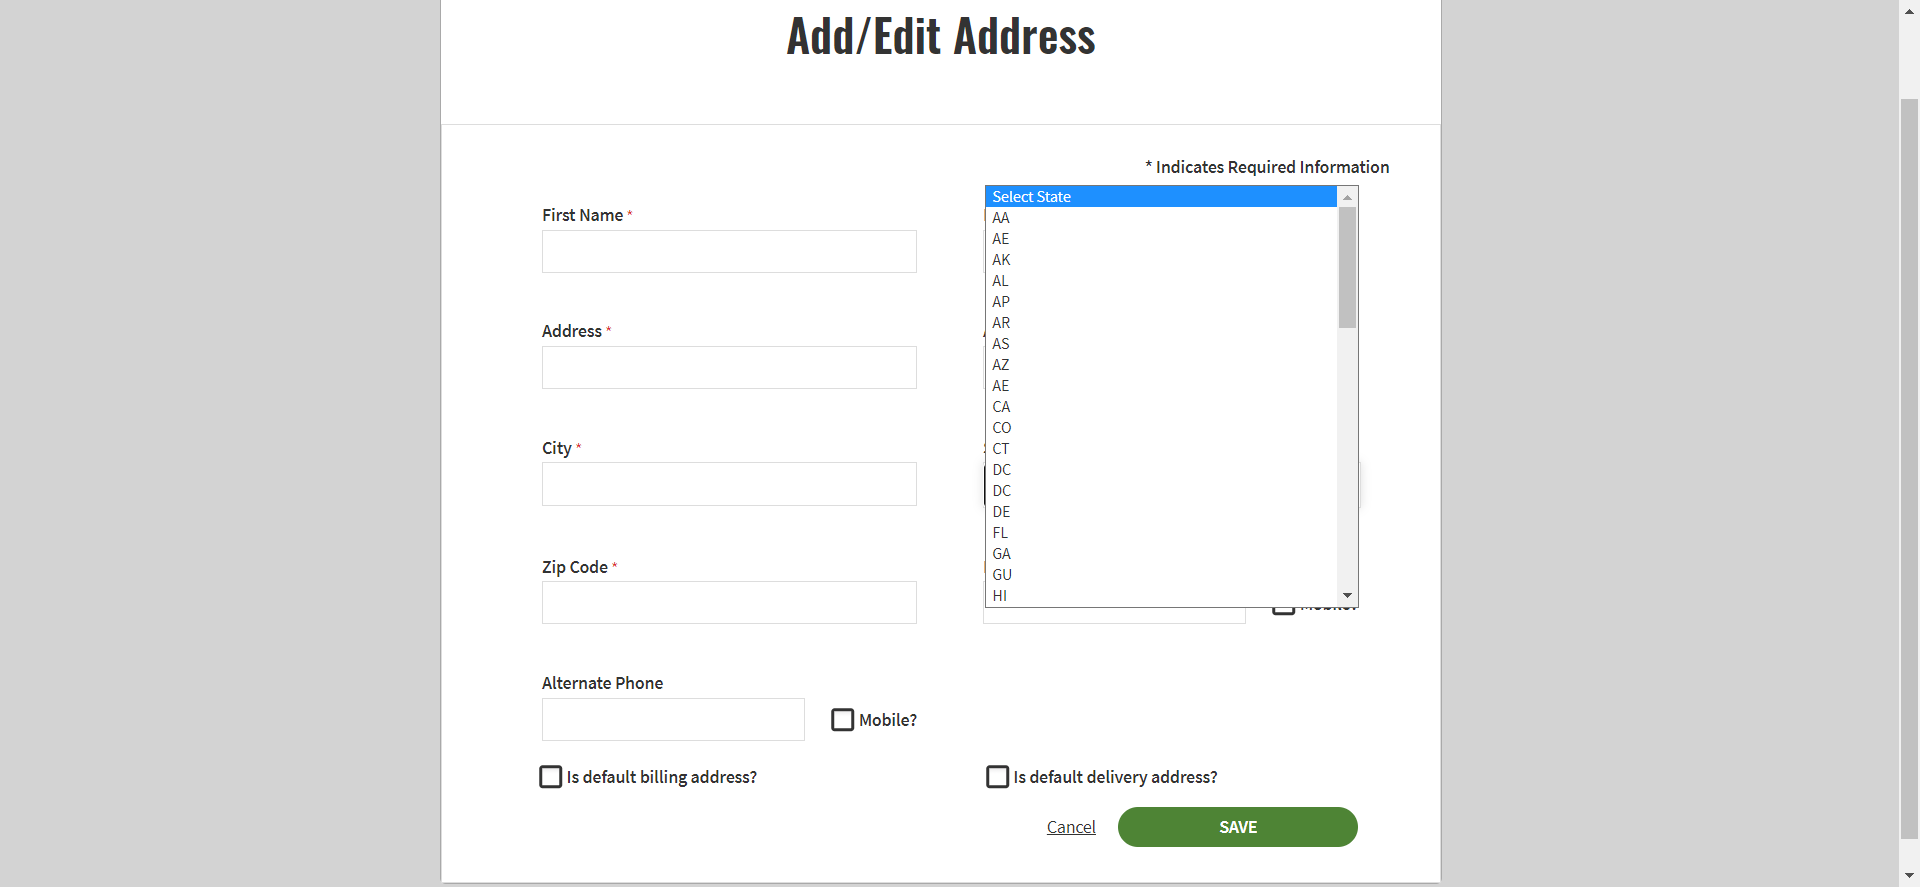 Add/Edit Address
* Indicates Required Information
First Name *
Address *
City *
Zip Code *
Select State
AA
AE
AK
AL
AP
AR
AS
AZ
AE
CA
CO
CT
DC
DC
DE
FL
GA
GU
HI
Alternate Phone
Mobile?
Is default billing address?
Is default delivery address?
Cancel
SAVE